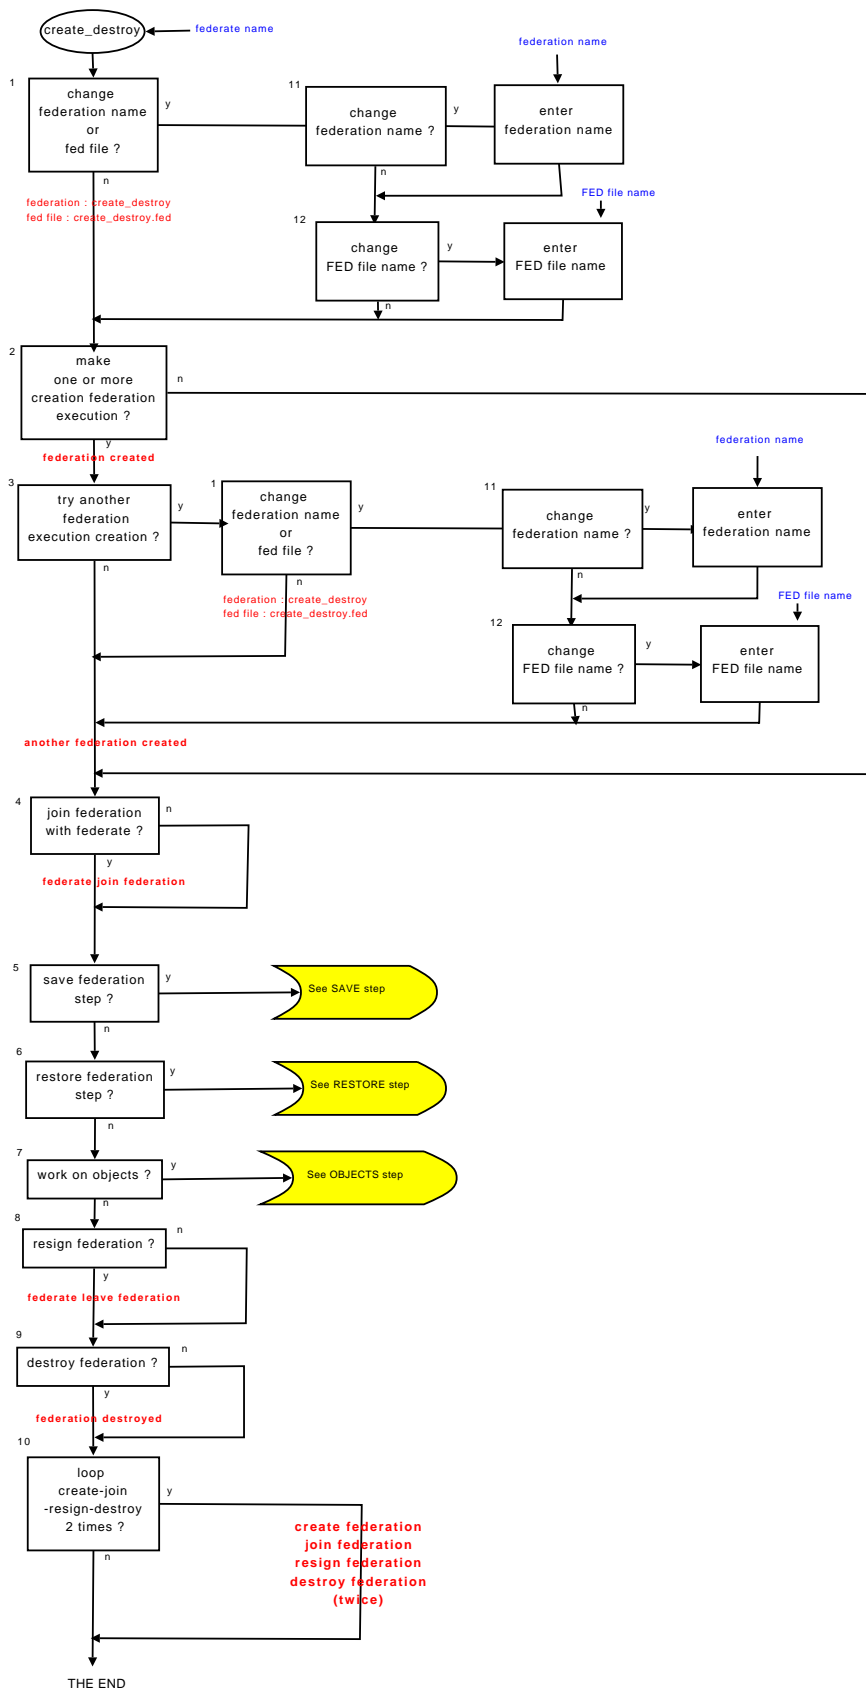 create_destroy
federate name
federation name
1
change
federation name
or
fed file ?
y
n
11
change
federation name ?
y
n
enter
federation name
federation : create_destroy
fed file : create_destroy.fed
FED file name
12
change
FED file name ?
y
n
enter
FED file name
2
make
one or more
creation federation
execution ?
n
y
federation created
federation name
3
try another
federation
execution creation ?
y
n
1
change
federation name
or
fed file ?
y
n
11
change
federation name ?
y
n
enter
federation name
federation : create_destroy
fed file : create_destroy.fed
FED file name
12
change
FED file name ?
y
n
enter
FED file name
another federation created
4
join federation
with federate ?
n
y
federate join federation
5
save federation
step ?
y
n
See SAVE step
6
restore federation
step ?
y
n
See RESTORE step
7
work on objects ?
y
n
See OBJECTS step
8
resign federation ?
n
y
federate leave federation
9
destroy federation ?
n
y
federation destroyed
10
loop
create-join
-resign-destroy
2 times ?
y
n
create federation
join federation
resign federation
destroy federation
(twice)
THE END